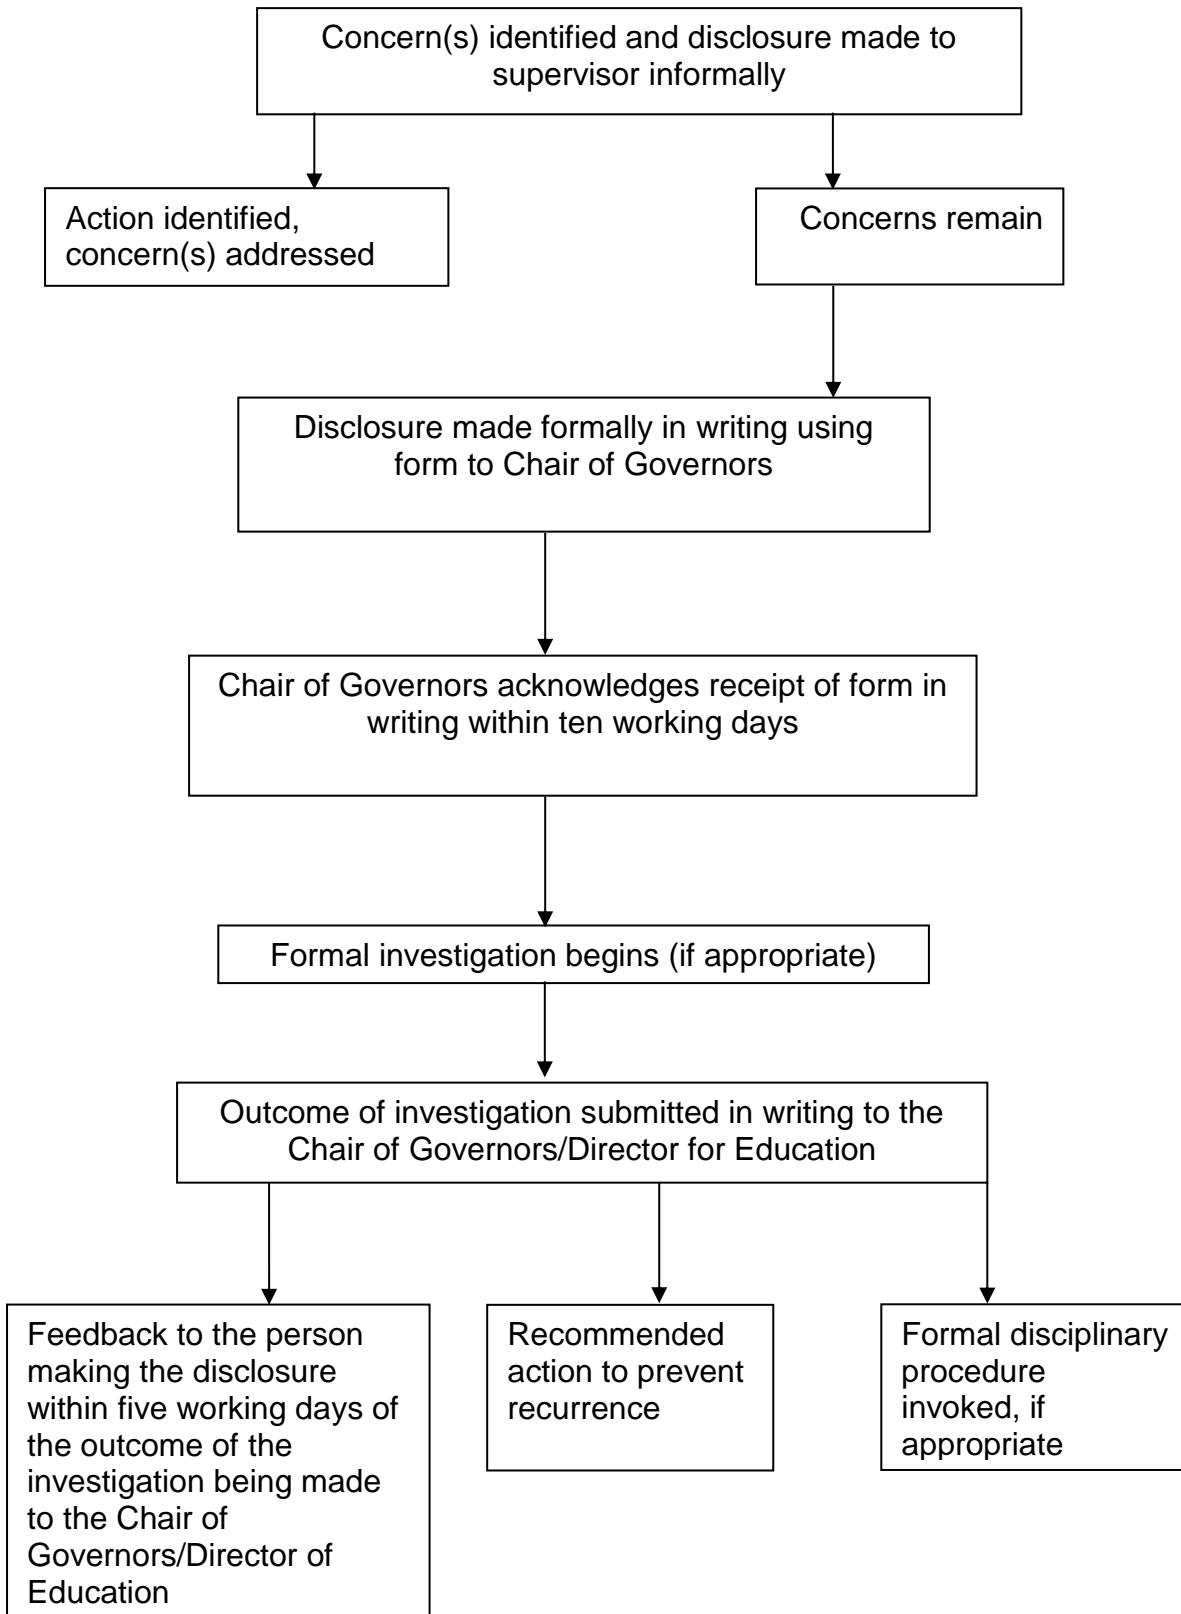 Concern(s) identified and disclosure made to
supervisor informally
Action identified,
concern(s) addressed
Concerns remain
Disclosure made formally in writing using
form to Chair of Governors
Chair of Governors acknowledges receipt of form in
writing within ten working days
Formal investigation begins (if appropriate)
Outcome of investigation submitted in writing to the
Chair of Governors/Director for Education
Feedback to the person
making the disclosure
within five working days of
the outcome of the
investigation being made
to the Chair of
Governors/Director of
Education
Recommended
action to prevent
recurrence
Formal disciplinary
procedure
invoked, if
appropriate